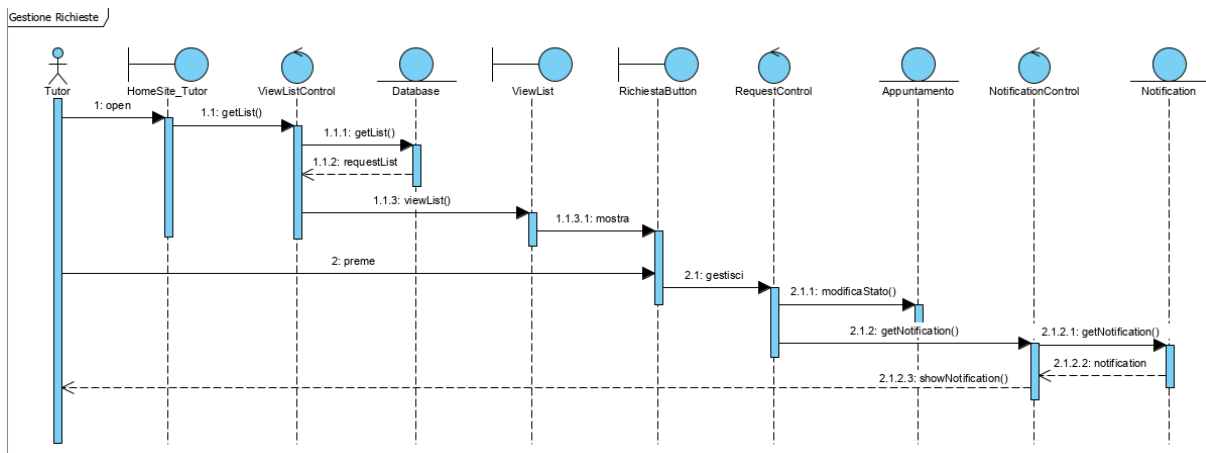 Gestione Richieste
Tutor
HomeSite_Tutor
ViewListControl
Database
ViewList
RichiestaButton
RequestControl
Appuntamento
NotificationControl
Notification
1: open
1.1: getList()
1.1.1: getList()
1.1.2: requestList
1.1.3: viewList()
1.1.3.1: mostra
2: preme
2.1: gestisci
2.1.1: modificaStato()
2.1.2: getNotification()
2.1.2.1: getNotification()
2.1.2.2: notification
2.1.2.3: showNotification()